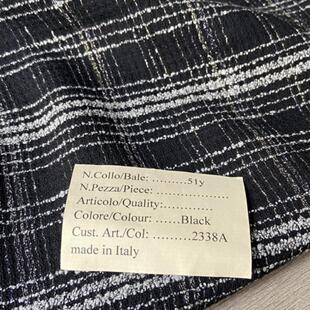 N.Collo/Bale: .........51y
N.Pezza/Piece: ..................
Articolo/Quality:..............
Colore/Colour: ......Black
Cust. Art./Col: .........2338A
made in Italy